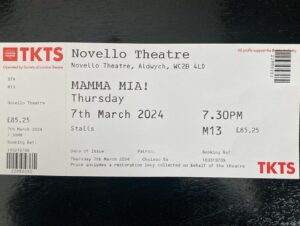 TKTS
Operated by Society of London Theatre
STA
M13
Novello Theatre
£85.25
7th March 2024
7.30PM
Booking Ref:
Novello Theatre
Novello Theatre, Aldwych, WC2B 4LD
MAMMA MIA!
Thursday
7th March 2024
7.30PM
Stalls
M13 £85.25
Date of Issue:
Patron:
Booking Ref:
Thursday 7th March 2024
Price includes a restoration levy collected on behalf of the theatre
All profits support the theatre industry
TKTS